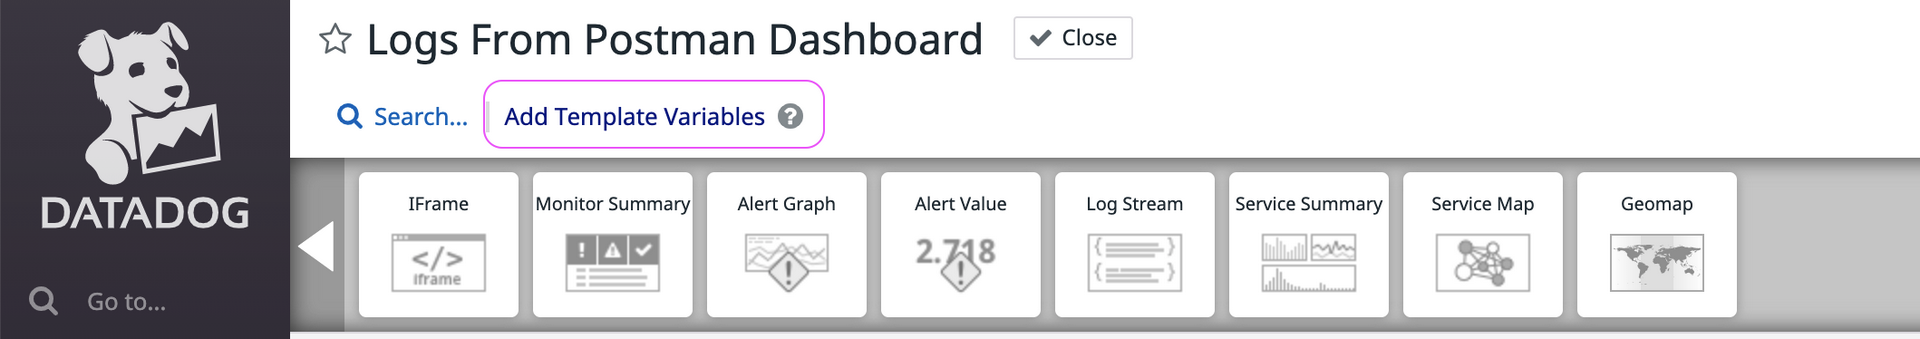 Logs From Postman Dashboard
Close
Search...
Add Template Variables ?
DATADOG
Go to...
IFrame
</>
iframe
Monitor Summary
Alert Graph
Alert Value
2.718
Log Stream
Service Summary
Service Map
Geomap